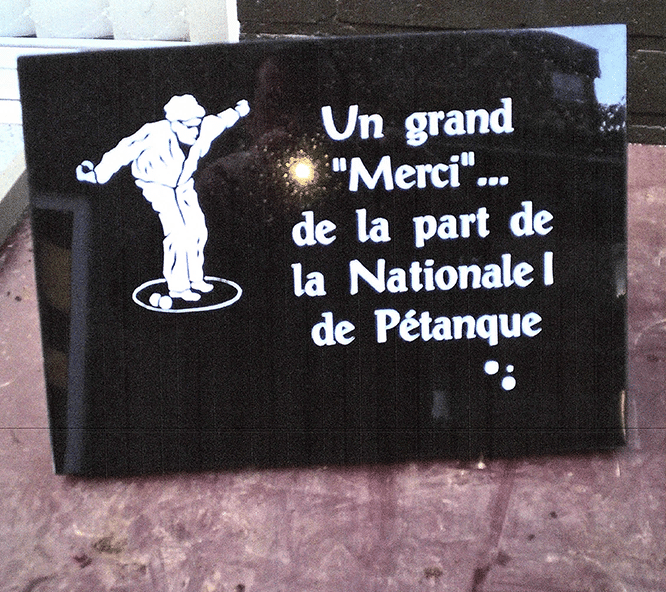 Un grand
"Merci"...
de la part de
la Nationale I
de Pétanque